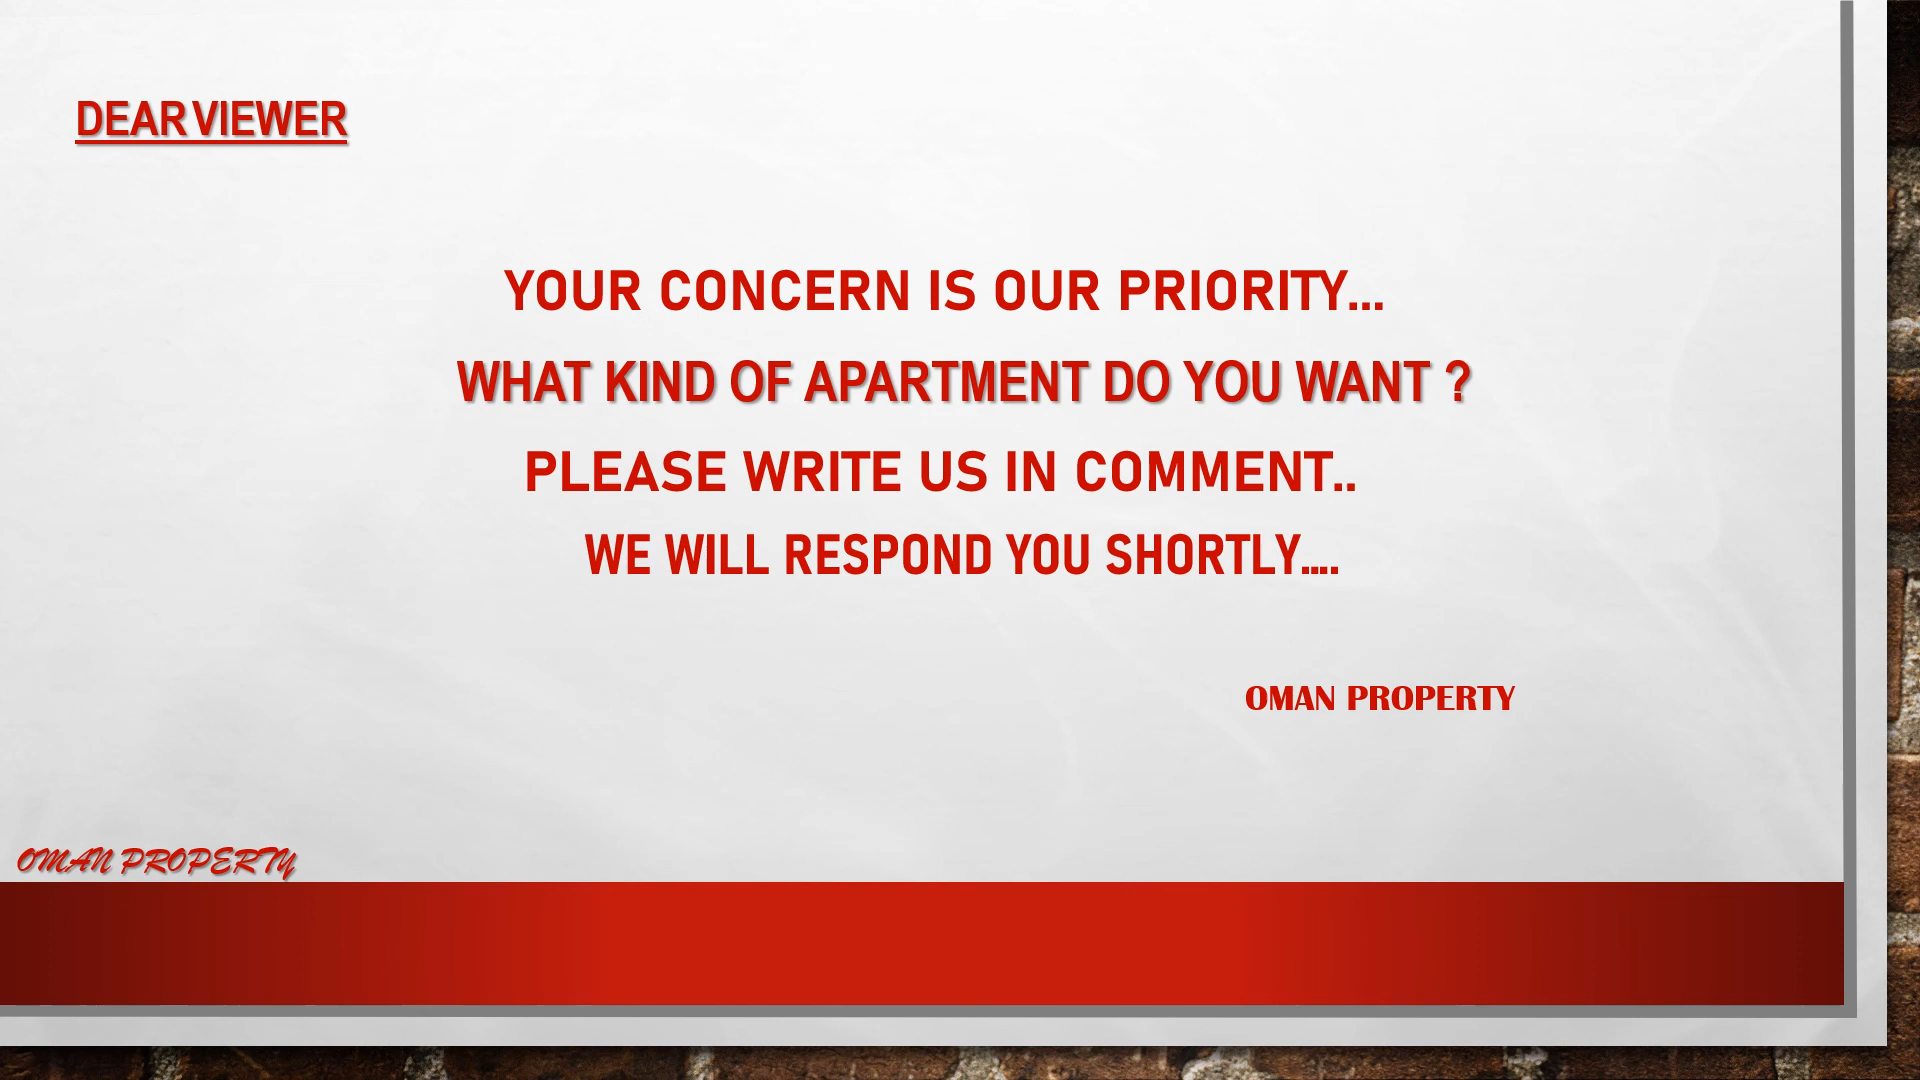 DEAR VIEWER
YOUR CONCERN IS OUR PRIORITY...
WHAT KIND OF APARTMENT DO YOU WANT ?
PLEASE WRITE US IN COMMENT..
WE WILL RESPOND YOU SHORTLY....
OMAN PROPERTY
OMAN PROPERTY